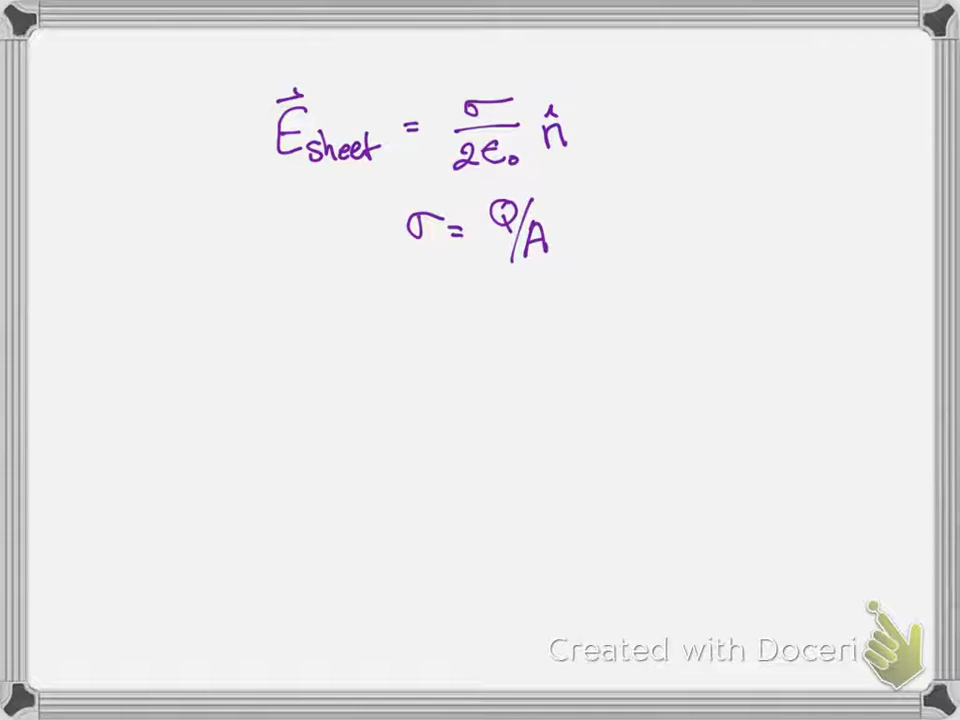 E⃗sheet = σ/2ϵ₀ n̂
σ = Q/A
Created with Doceri